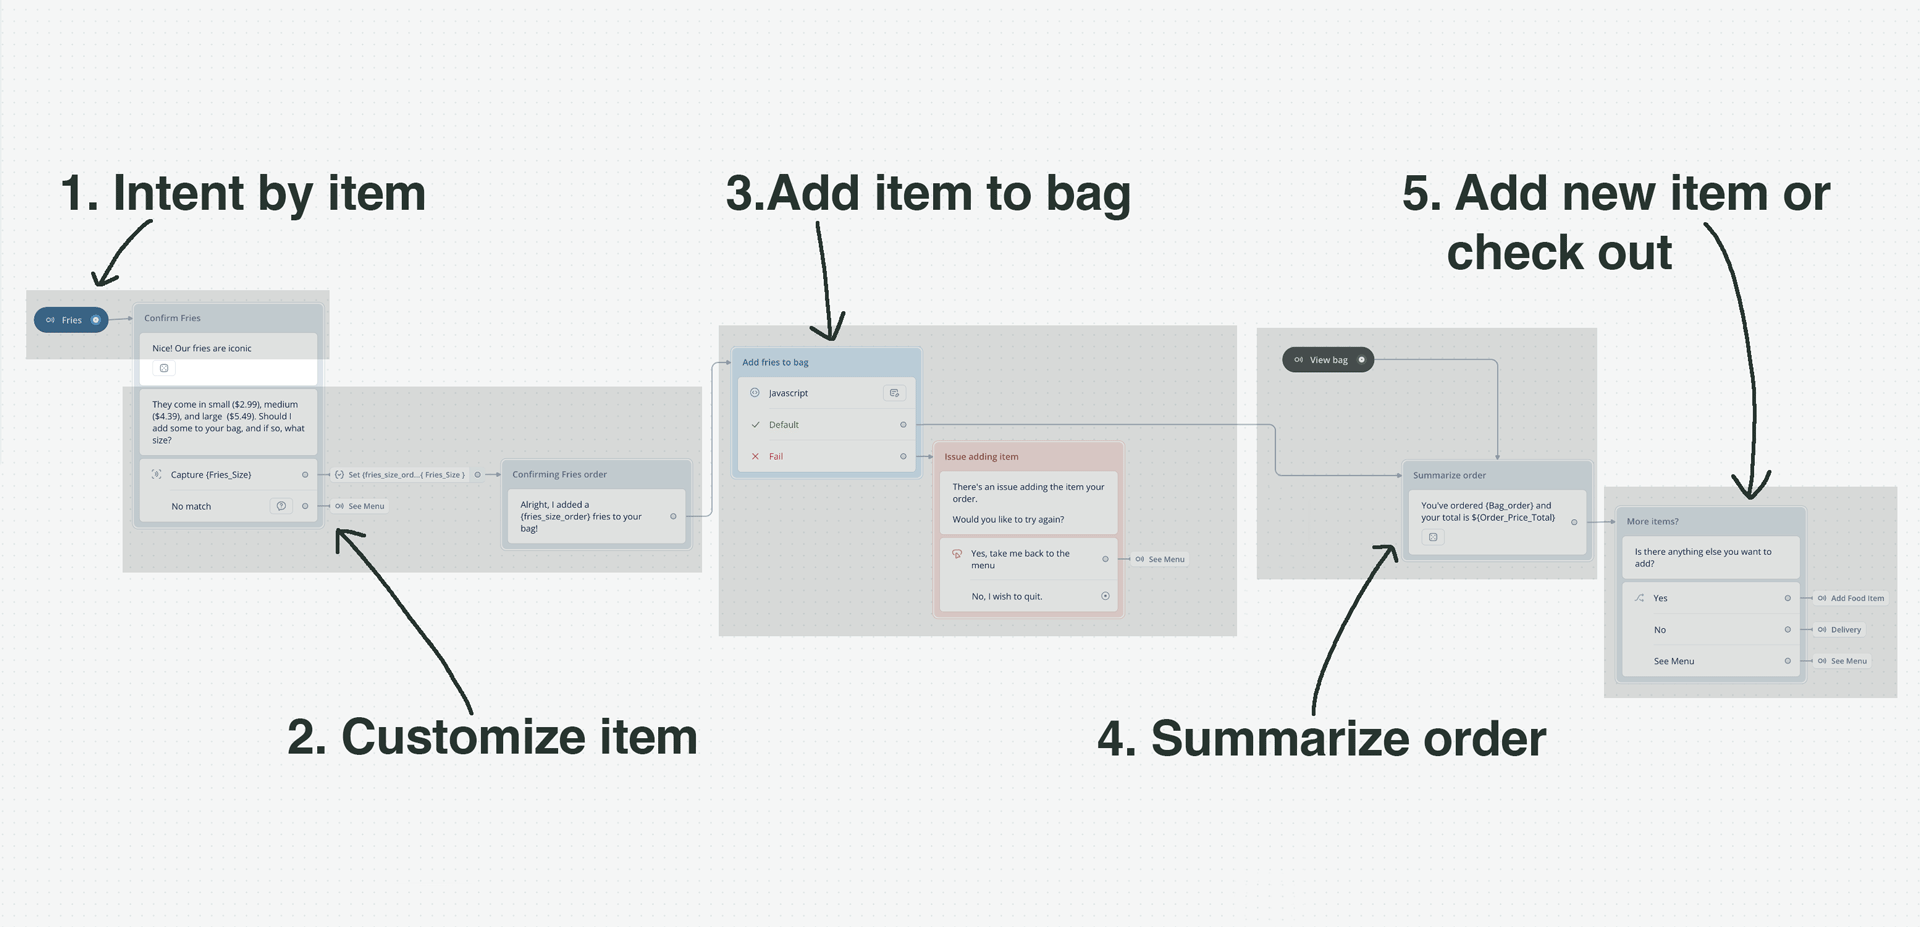 1. Intent by item
3.Add item to bag
5. Add new item or
check out
Fries
Confirm Fries
Nice! Our fries are iconic
They come in small ($2.99), medium
($4.39), and large ($5.49). Should I
add some to your bag, and if so, what
size?
Capture {Fries_Size}
No match
Set {fries_size_ord...{ Fries_Size }
See Menu
Confirming Fries order
Alright, I added a
{fries_size_order} fries to your
bag!
Add fries to bag
Javascript
Default
Fail
Issue adding item
There's an issue adding the item your
order.
Would you like to try again?
Yes, take me back to the
menu
No, I wish to quit.
See Menu
View bag
Summarize order
You've ordered {Bag_order} and
your total is ${Order_Price_Total}
More items?
Is there anything else you want to
add?
Yes
No
See Menu
Add Food Item
Delivery
See Menu
2. Customize item
4. Summarize order